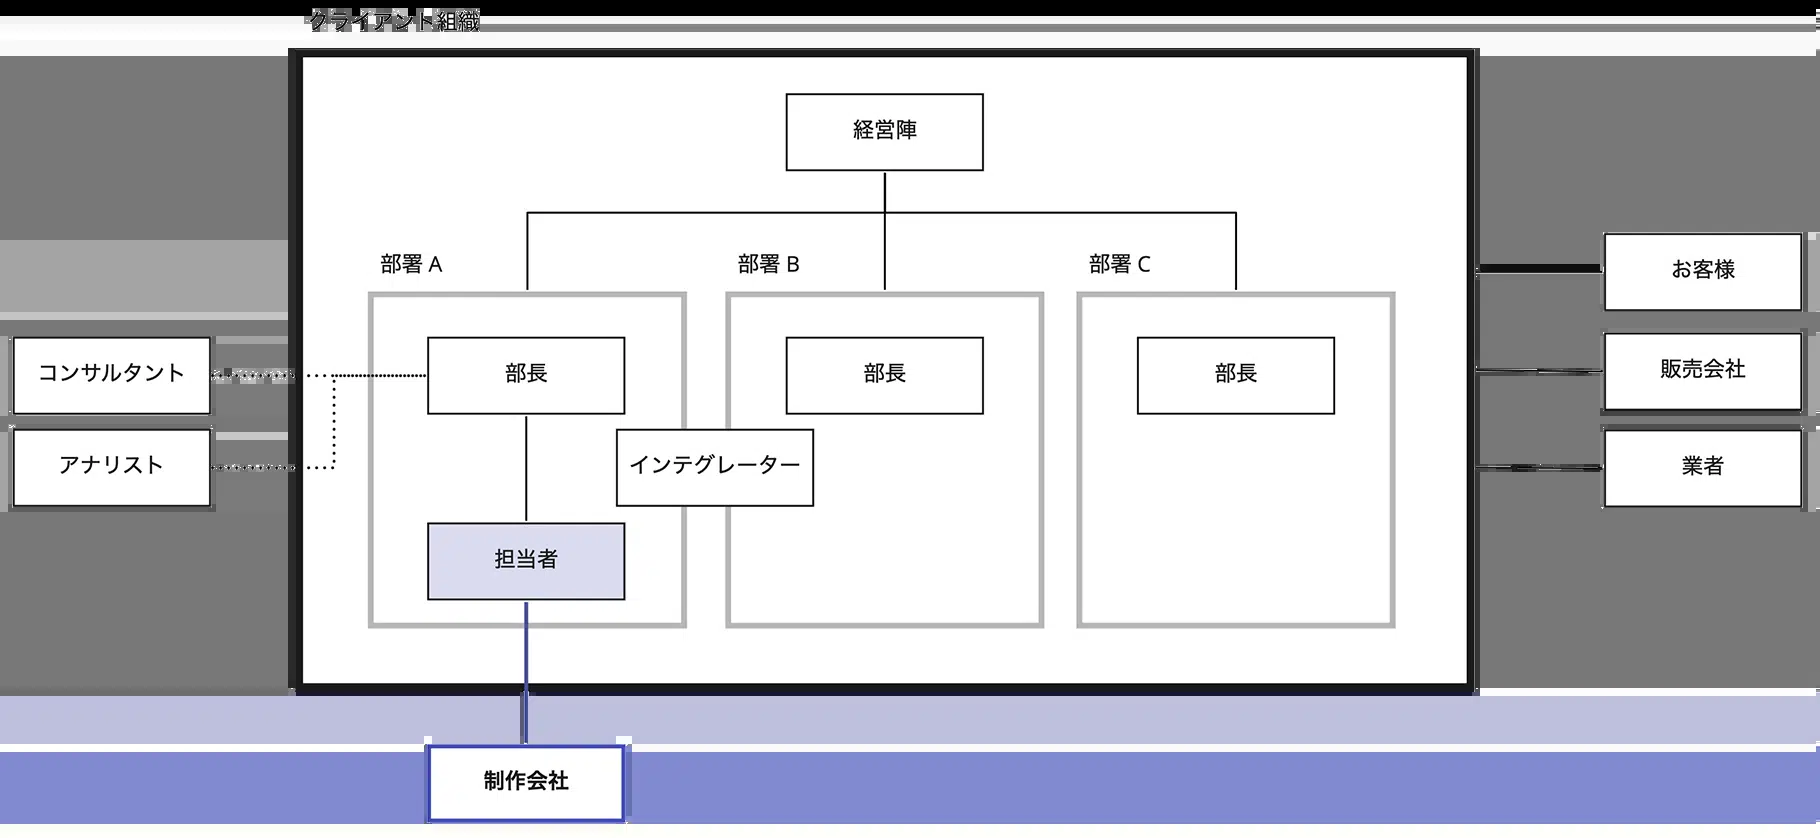 クライアント組織
経営陣
部署 A
部署 B
部署 C
お客様
コンサルタント
部長
部長
部長
販売会社
アナリスト
インテグレーター
業者
担当者
制作会社